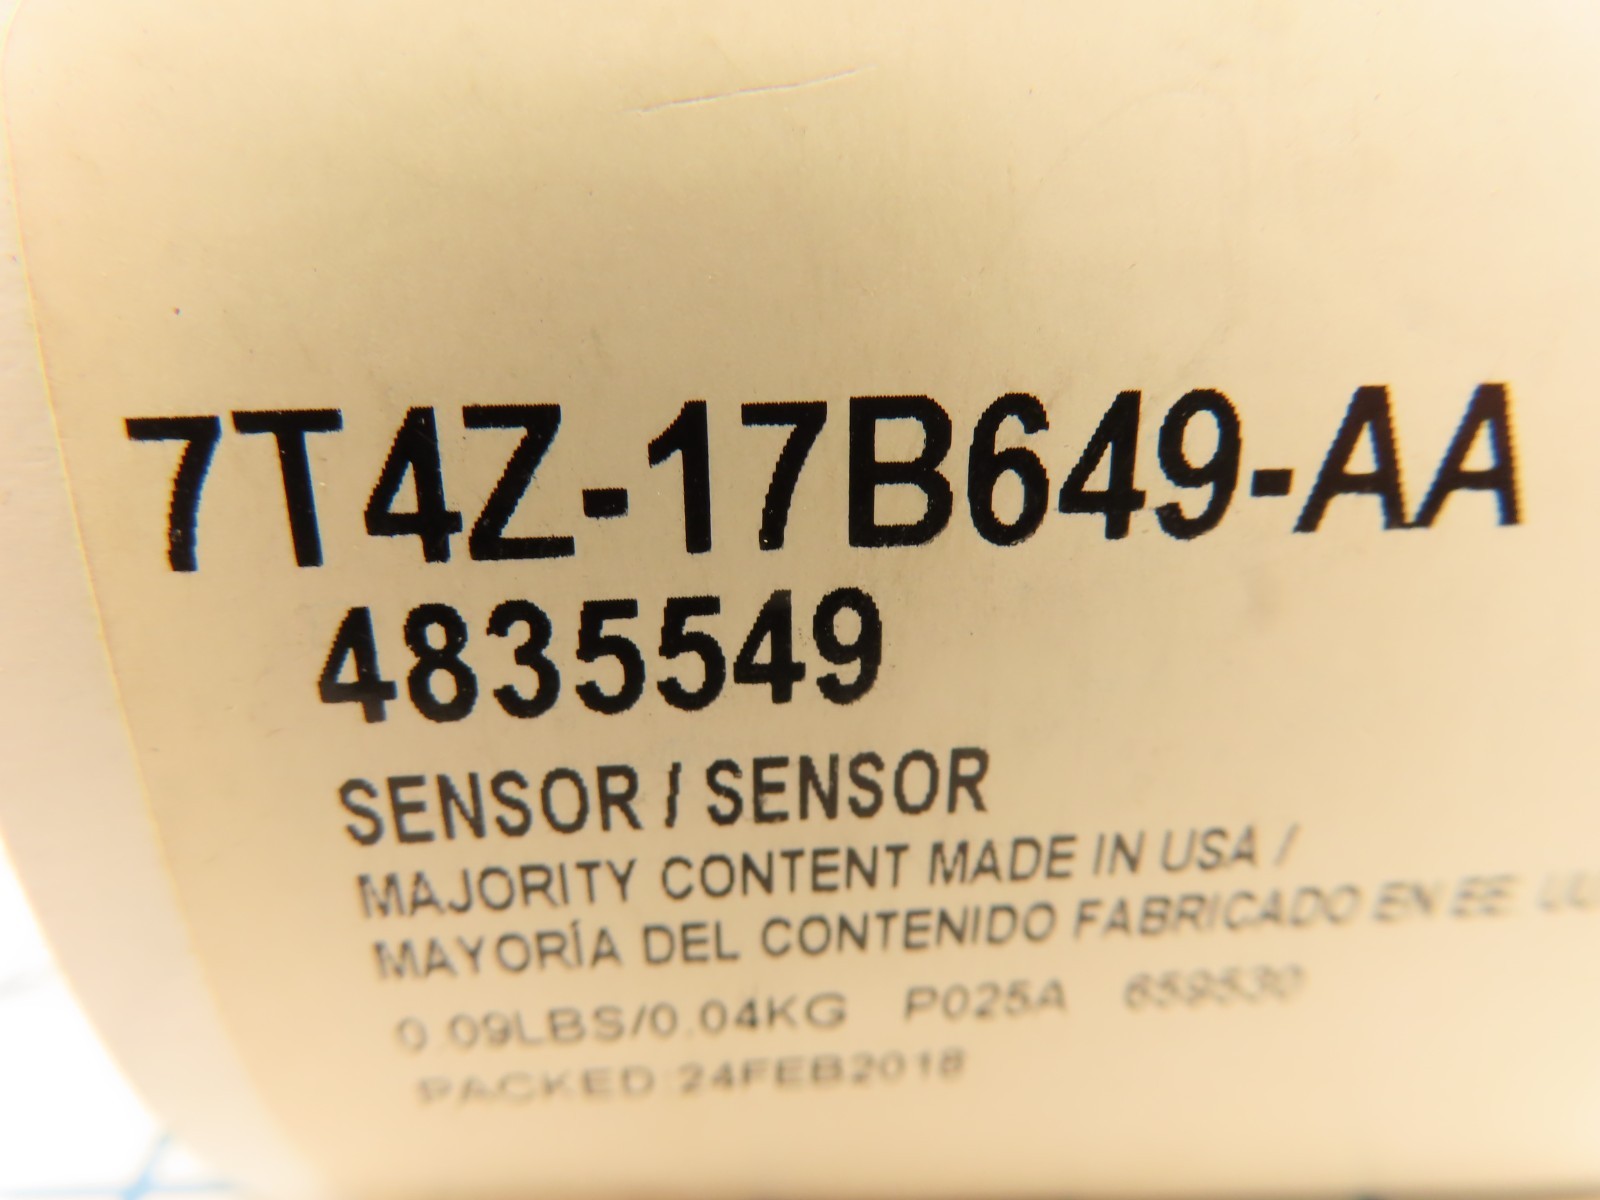 7T4Z-17B649-AA
4835549
SENSOR / SENSOR
MAJORITY CONTENT MADE IN USA /
MAYORÍA DEL CONTENIDO FABRICADO EN EE
0.09LBS/0.04KG P025A 659530
PACKED:24FEB2018